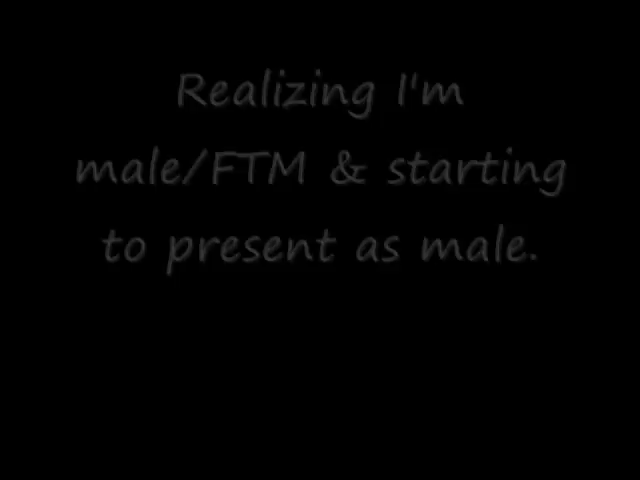 Realizing I'm
male/FTM & starting
to present as male.